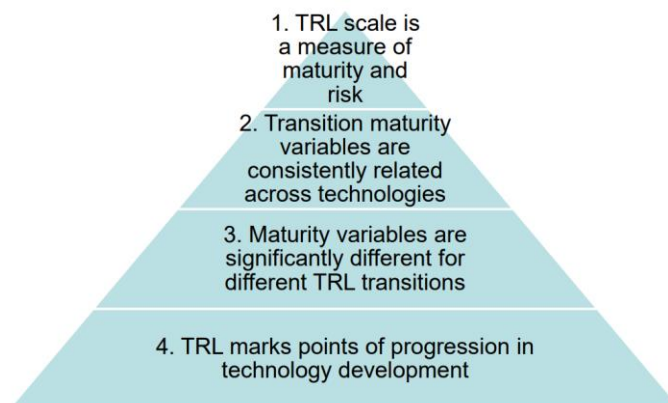 1. TRL scale is
a measure of
maturity and
risk
2. Transition maturity
variables are
consistently related
across technologies
3. Maturity variables are
significantly different for
different TRL transitions
4. TRL marks points of progression in
technology development